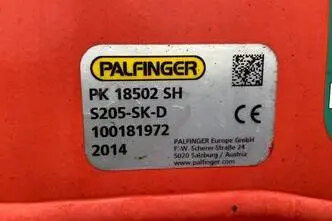 PALFINGER
PK 18502 SH
S205-SK-D
100181972
2014
CE
PALFINGER Europe GmbH
F.-W. Scherer-Straße 24
5020 Salzburg / Austria
www.palfinger.com